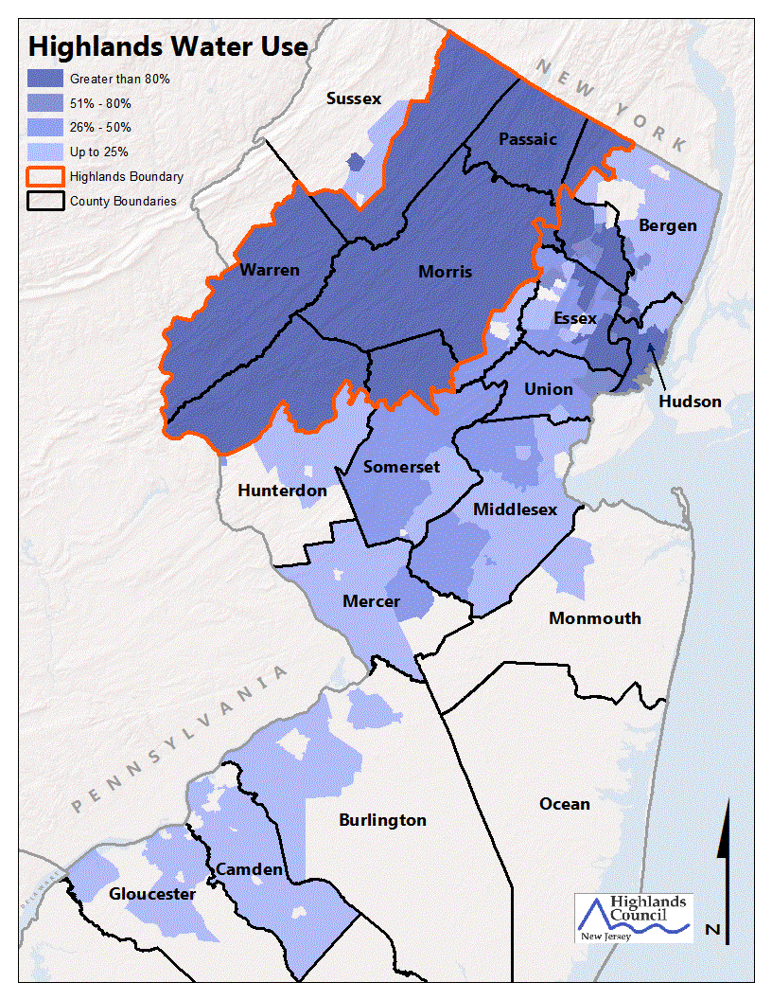 Highlands Water Use
Greater than 80%
51% - 80%
26% - 50%
Up to 25%
Highlands Boundary
County Boundaries
NEW YORK
Sussex
Passaic
Bergen
Warren
Morris
Essex
Union
Hudson
Somerset
Hunterdon
Middlesex
Mercer
Monmouth
PENNSYLVANIA
Burlington
Ocean
Camden
Gloucester
DELAWARE
Highlands
Council
New Jersey
N